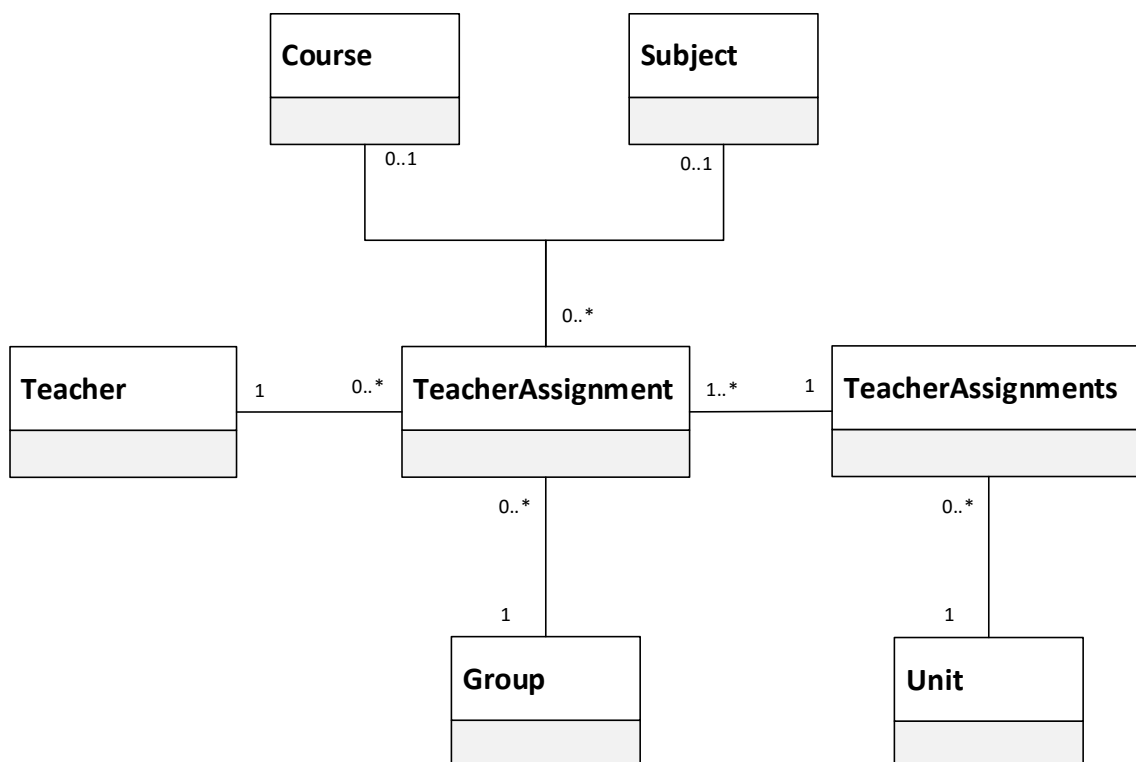 Course
Subject
0..1
0..1
0..*
Teacher
1
0..*
TeacherAssignment
1..*
1
TeacherAssignments
0..*
0..*
1
1
Group
Unit